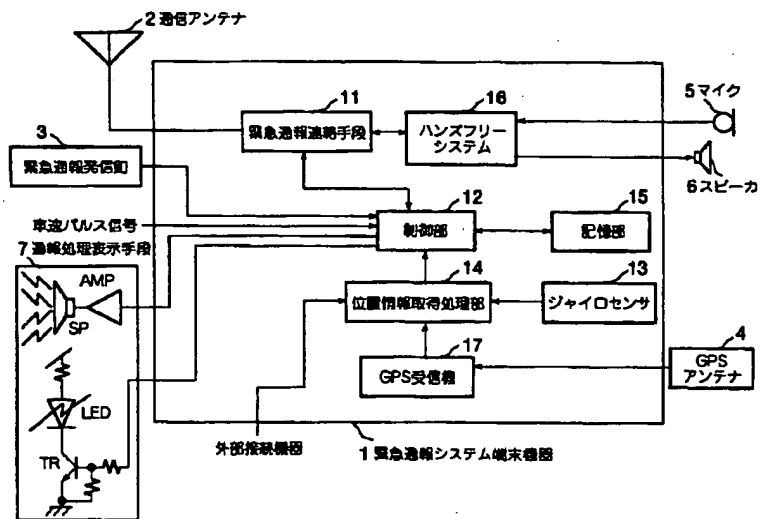 2 通信アンテナ
11
16
5 マイク
3
緊急通報連絡手段
ハンズフリー
システム
緊急通報発信釦
6 スピーカ
12
15
車速パルス信号
制御部
記憶部
7 通報処理表示手段
AMP
14
13
SP
位置情報取得処理部
ジャイロセンサ
17
4
GPS受信機
GPS
アンテナ
LED
外部接続機器
1 緊急通報システム端末機器
TR